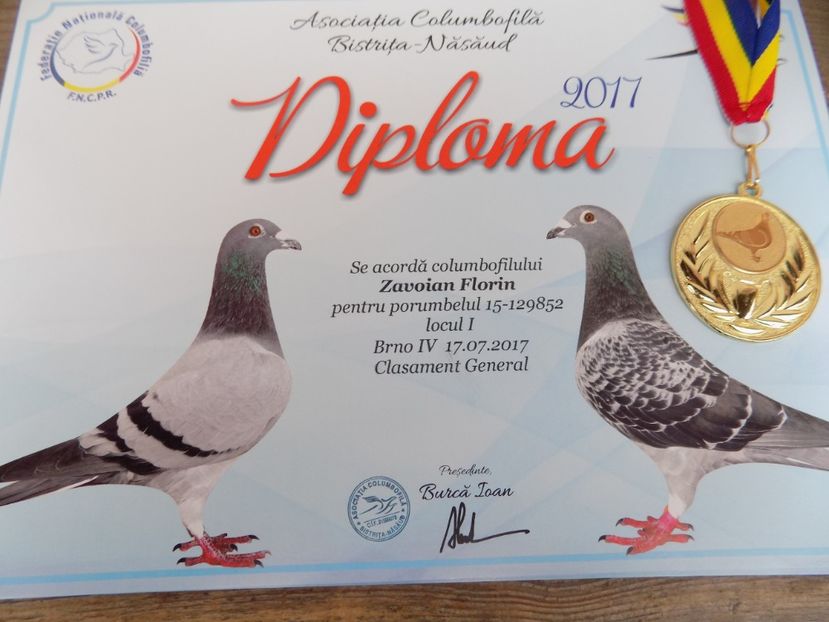 Federația Națională Columbofilă
F.N.C.P.R.
Asociația Columbofilă
Bistrița-Năsăud
Diploma
2017
Se acordă columbofilului
Zavoian Florin
pentru porumbelul 15-129852
locul I
Brno IV 17.07.2017
Clasament General
Președinte,
Burcă Ioan
ASOCIAȚIA COLUMBOFILĂ
BISTRIȚA-NĂSĂUD